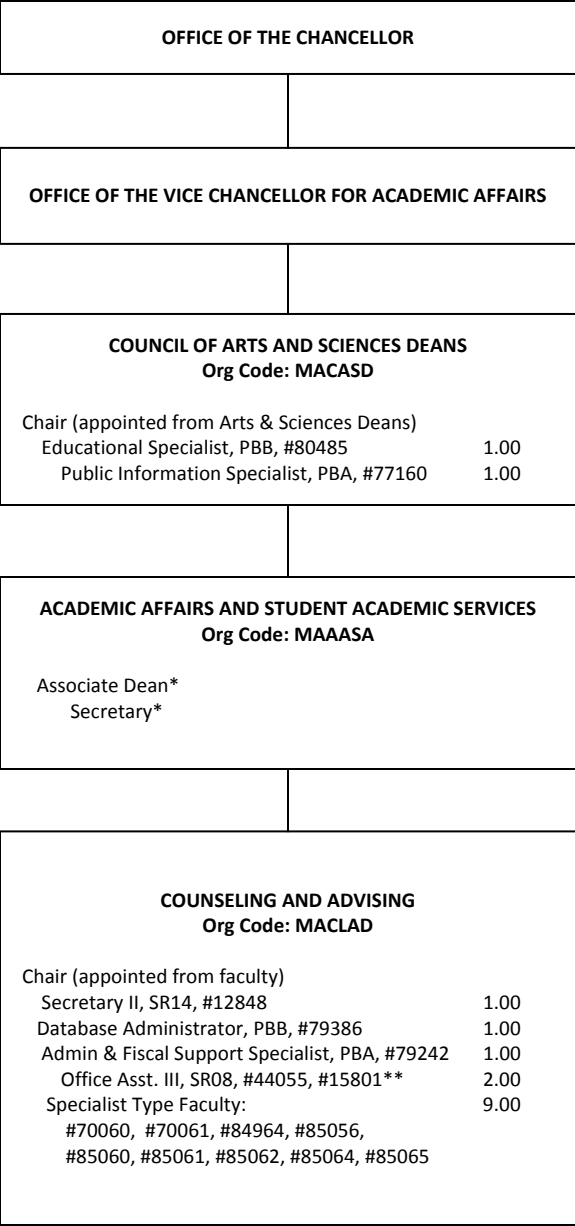 OFFICE OF THE CHANCELLOR
OFFICE OF THE VICE CHANCELLOR FOR ACADEMIC AFFAIRS
COUNCIL OF ARTS AND SCIENCES DEANS
Org Code: MACASD
Chair (appointed from Arts & Sciences Deans)
Educational Specialist, PBB, #80485 1.00
Public Information Specialist, PBA, #77160 1.00
ACADEMIC AFFAIRS AND STUDENT ACADEMIC SERVICES
Org Code: MAAASA
Associate Dean*
Secretary*
COUNSELING AND ADVISING
Org Code: MACLAD
Chair (appointed from faculty)
Secretary II, SR14, #12848 1.00
Database Administrator, PBB, #79386 1.00
Admin & Fiscal Support Specialist, PBA, #79242 1.00
Office Asst. III, SR08, #44055, #15801** 2.00
Specialist Type Faculty: 9.00
#70060, #70061, #84964, #85056,
#85060, #85061, #85062, #85064, #85065